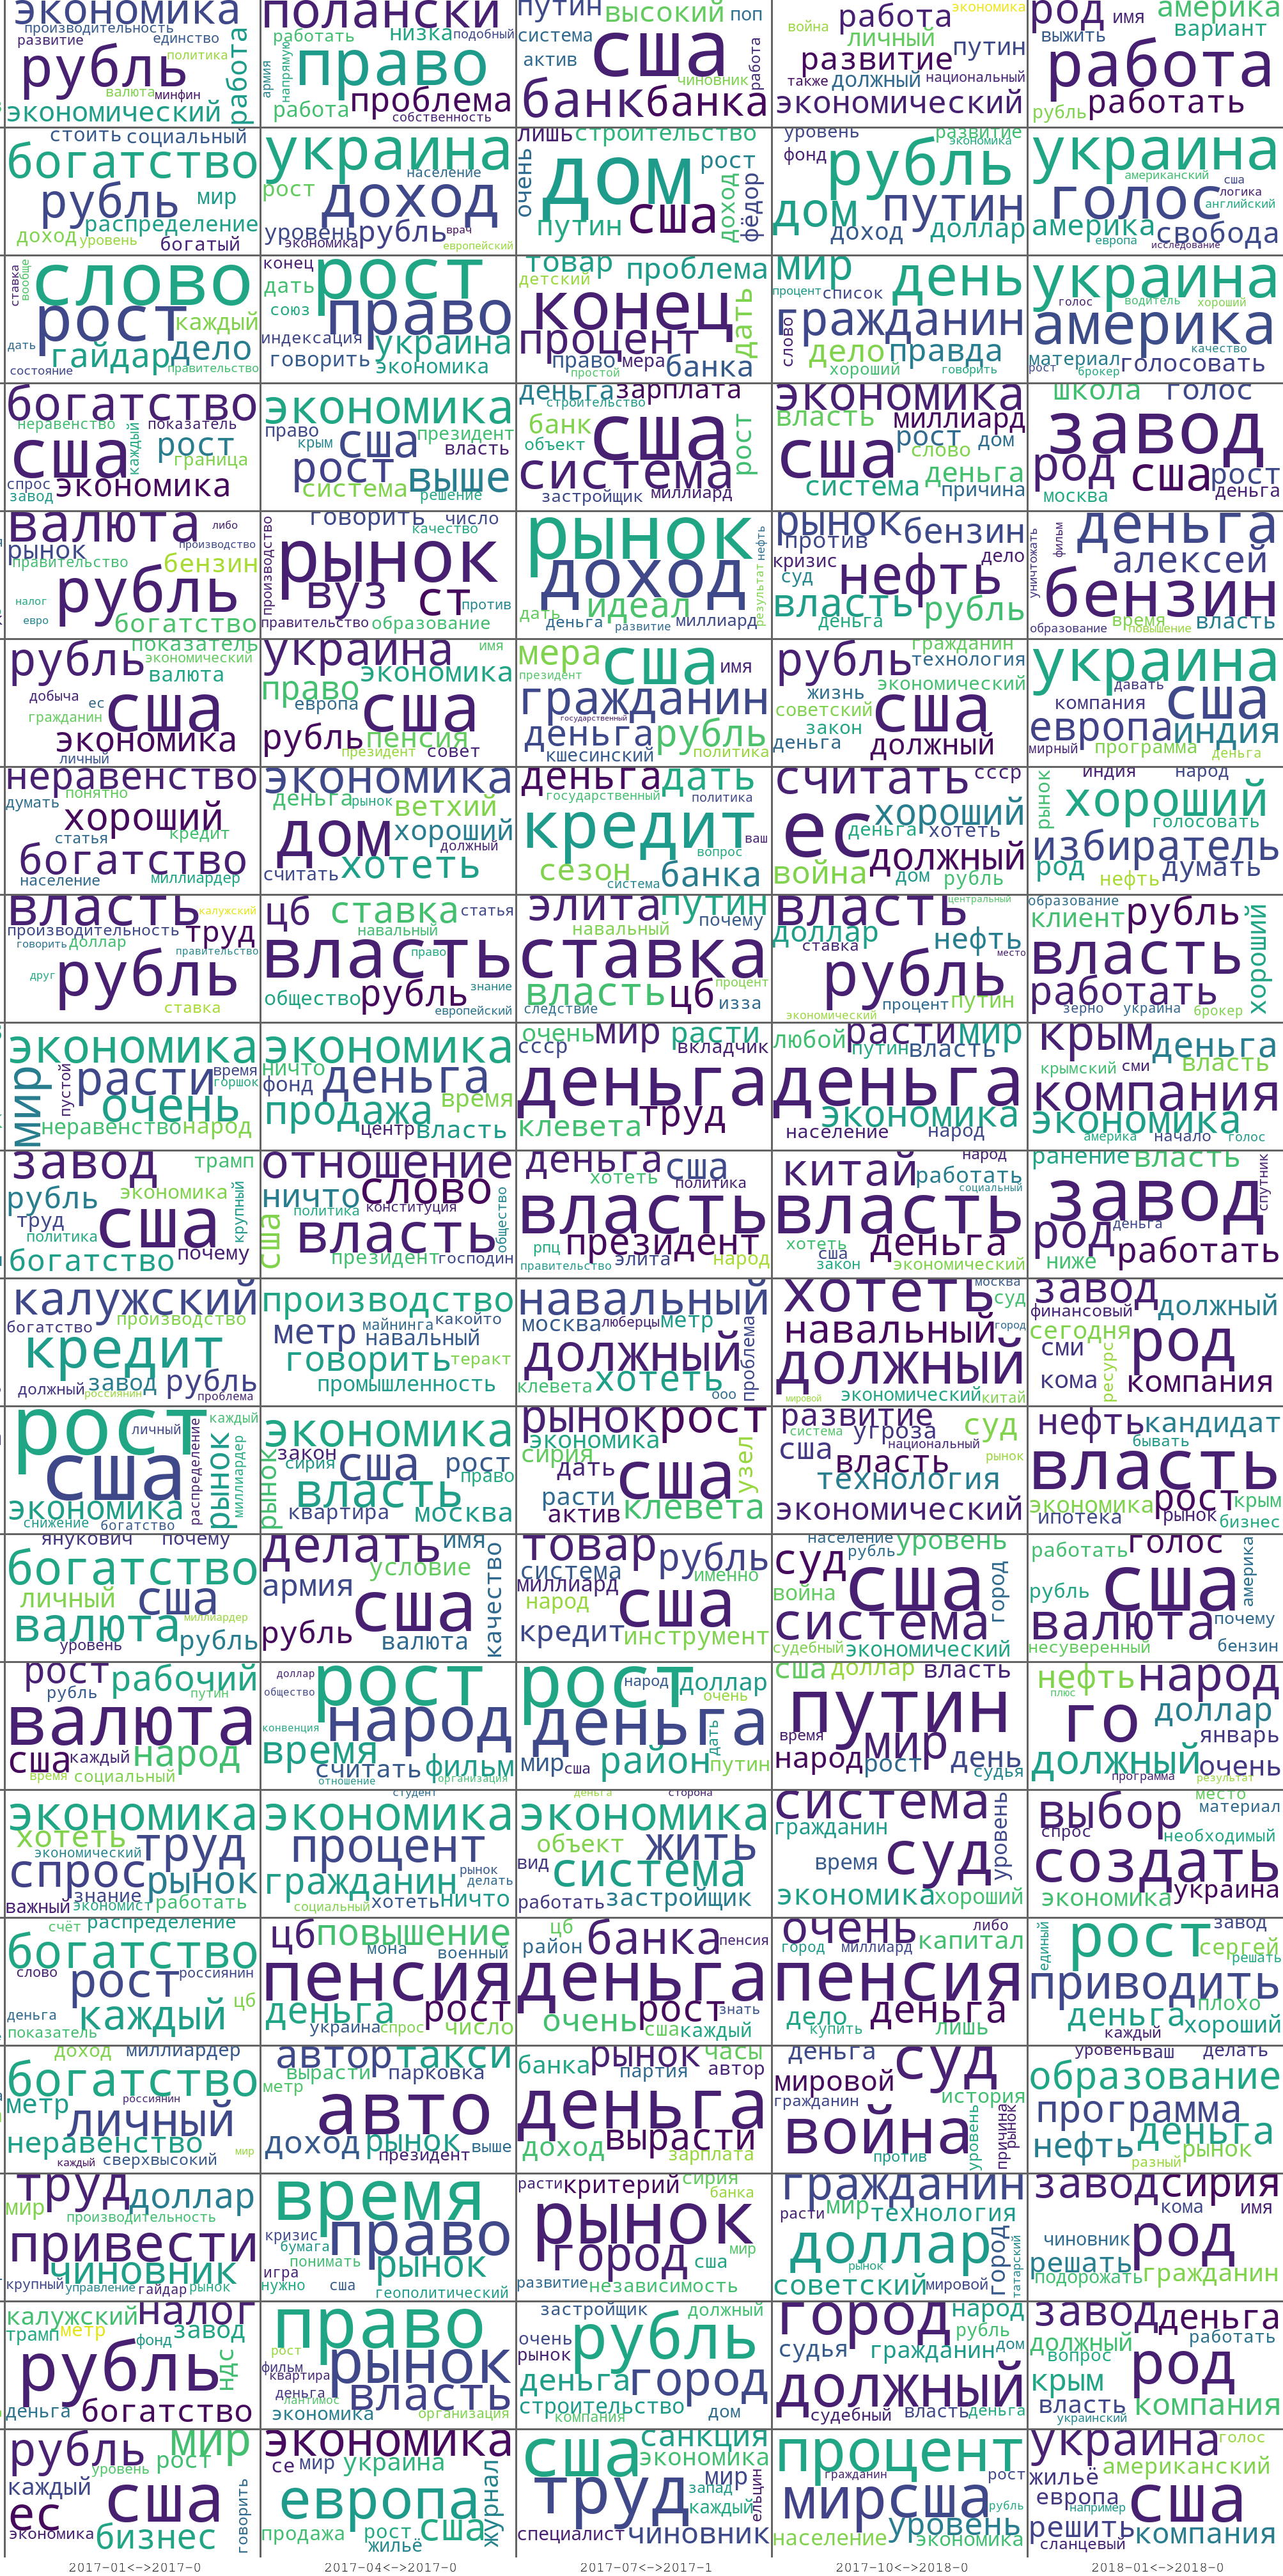 экономический производительность развитие единство политика рубль валюта минфин работа экономический
полански работать низка подобный армия напрямую право работа проблема собственность
путин высокий поп система актив сша чиновник работа банк банка
экономика война работа личный путин развитие также должный национальный экономический
род имя америка выжить вариант работа рубль работать
стоить социальный богатство рубль мир распределение доход уровень богатый
украина население рост доход уровень рубль врач экономика европейский
лишь строительство очень дом рост доход фёдор путин сша
уровень развитие экономика фонд рубль дом путин доход доллар
украина американский сша логика голос английский америка свобода европа исследование
ставка вообще слово рост каждый дать гайдар дело состояние правительство
конец рост дать союз право индексация украина говорить экономика
товар проблема детский конец дать процент право мера банка простой
мир день процент список гражданин слово дело правда хороший говорить
украина голос водитель хороший америка качество материал голосовать рост брокер
богатство неравенство показатель сша каждый рост граница спрос завод экономика
экономика право крым сша президент власть рост выше система решение
деньга зарплата строительство банк объект сша рост система застройщик миллиард
экономика власть миллиард сша рост дом слово деньга система причина
школа голос завод род сша рост москва деньга
валюта либо рынок производство правительство бензин рубль налог евро богатство
говорить число качество производство рынок вуз ст против правительство образование
рынок доход нефть результат идеал дать деньга развитие миллиард
рынок бензин против кризис нефть дело суд власть рубль деньга
деньга фильм уничтожать алексей бензин образование время повышение власть
показатель рубль экономический валюта добыча ес сша гражданин экономика личный
украина имя экономика право европа сша рубль пенсия президент совет
мера сша имя президент гражданин государственный деньга рубль кшесинский политика
гражданин рубль технология жизнь экономический советский сша закон деньга должный
украина давать компания сша европа индия мирный программа деньга
неравенство думать понятно хороший статья кредит богатство население миллиардер
экономика деньга рынок ветхий дом хороший должный считать хотеть
деньга дать государственный политика кредит ваш вопрос сезон система банка
считать ссср хороший ес деньга хотеть должный война дом рубль
индия народ рынок хороший голосовать избиратель род думать нефть
власть калужский производительность труд говорить доллар правительство рубль друг ставка
цб ставка статья навальный власть право общество рубль знание европейский
элита путин навальный почему ставка процент власть цб изза следствие
власть центральный доллар нефть ставка место рубль процент путин экономический
образование клиент рубль хороший власть работать зерно украина брокер
экономика мир пустой расти время горшок очень неравенство народ
экономика ничто фонд деньга продажа время центр власть
очень мир расти ссср вкладчик деньга клевета труд
любой расти мир путин власть деньга экономика население народ
крым деньга крымский сми власть компания экономика америка начало голос
завод трамп рубль экономика крупный труд сша политика почему богатство
отношение ничто слово политика конституция общество власть сша президент господин
деньга сша хотеть политика власть президент рпц элита народ правительство
народ китай работать социальный власть хотеть сша деньга закон экономический
ранение власть спутник завод род деньга работать ниже
калужский богатство производство кредит завод рубль должный россиянин проблема
производство метр майнинга какойто навальный говорить теракт промышленность
навальный москва люберцы метр должный проблема клевета хотеть ооо
москва хотеть суд навальный город должный мировой экономический китай
завод финансовый должный сегодня сми род ресурс кома компания
рост личный каждый сша распределение рынок миллиардер экономика снижение богатство
экономика закон сирия сша рост рынок власть право квартира москва
рынок рост экономика сирия узел дать сша расти актив клевета
развитие система угроза суд сша национальный власть рынок технология экономический
нефть кандидат бывать власть экономика рост крым ипотека рынок бизнес
янукович почему богатство личный сша валюта миллиардер уровень рубль
делать имя условие армия качество сша рубль валюта
товар система рубль миллиард именно народ сша кредит инструмент
население уровень суд рубль война сша город система судебный экономический
работать голос рубль сша америка валюта почему несуверенный бензин
рост рабочий рубль путин валюта сша каждый народ время социальный
доллар рост общество конвенция народ время считать фильм отношение организация
рост народ доллар очень деньга дать мир сша район путин
сша доллар власть путин время мир народ рост день судья
нефть народ плюс го доллар январь должный очень программа результат
экономика хотеть труд экономический спрос рынок знание важный экономист работать
студент экономика процент рынок делать гражданин социальный хотеть ничто
деньга сторона экономика объект жить вид система работать застройщик
система гражданин уровень время суд экономика хороший
место выбор материал спрос необходимый создать экономика украина
счёт распределение богатство слово рост россиянин деньга каждый цб показатель
цб повышение мона военный пенсия деньга рост украина спрос число
цб район банка пенсия деньга рост знать очень сша каждый
очень либо город миллиард капитал пенсия дело деньга купить лишь
единый рост завод сергей решать приводить деньга плохо каждый хороший
доход миллиардер богатство метр россиянин личный неравенство мир каждый сверхвысокий
автор такси вырасти парковка метр авто доход рынок выше президент
рынок часы банка партия автор деньга доход вырасти зарплата
деньга суд мировой гражданин история война уровень причина рынок против
уровень ваш делать образование программа деньга нефть рынок разный
труд мир доллар производительность привести чиновник крупный управление гайдар рынок
время кризис право бумага понимать рынок игра нужно сша геополитический
расти критерий сирия банка рынок город сша мир развитие независимость
гражданин расти мир технология доллар город татарский рынок советский мировой
завод сирия кома имя чиновник род решать подорожать гражданин
калужский налог трамп метр завод фонд рубль ндс деньга богатство
право рост рынок фильм квартира деньга власть лантимос экономика организация
застройщик должный очень рубль рынок деньга город строительство компания дом
город народ рубль судья гражданин дом должный судебный власть деньга
завод деньга должный работать вопрос род крым власть компания украинский
рубль мир уровень рост каждый сша ес говорить экономика бизнес
экономика се мир украина европа журнал продажа рост сша жильё
санкция сша экономика мир труд запад каждый ельцин специалист чиновник
процент гражданин рост мир сша рубль уровень население экономика
украина голос жильё американский европа например сша решить компания сланцевый
2017-01<->2017-0 2017-04<->2017-0 2017-07<->2017-1 2017-10<->2018-0 2018-01<->2018-0